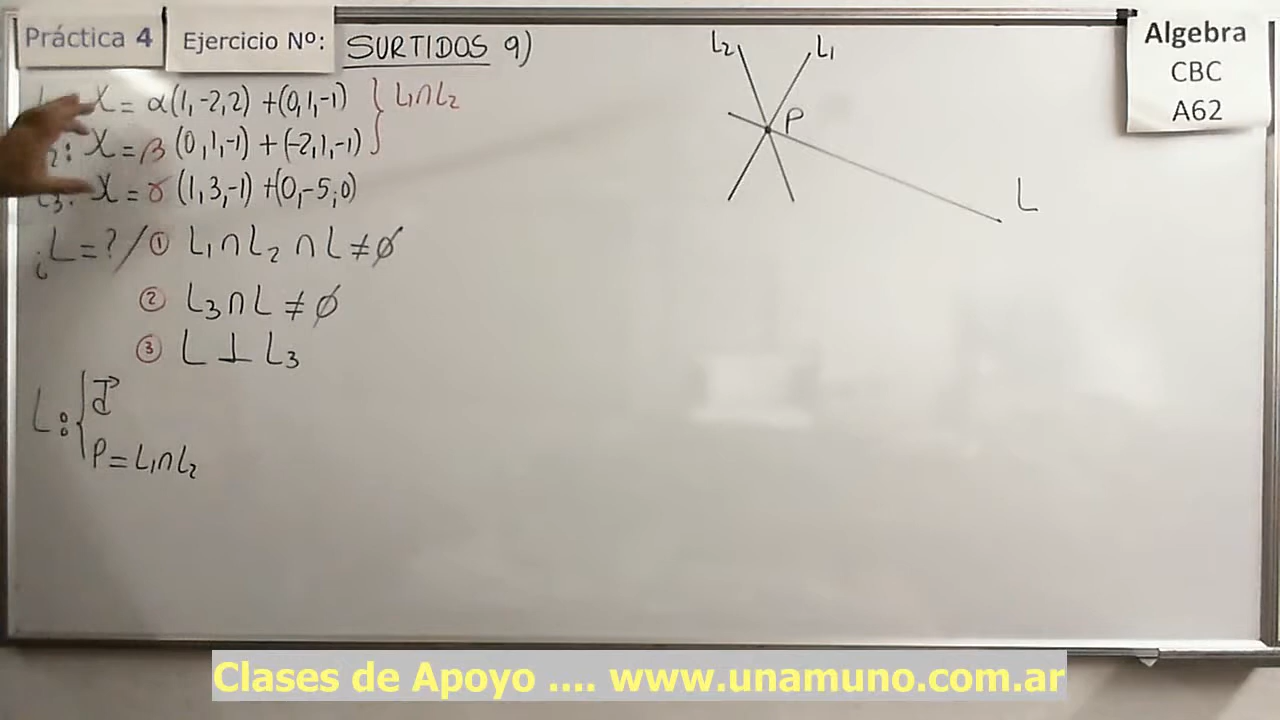 Práctica 4
Ejercicio Nº:
SURTIDOS 9)
Algebra
CBC
A62
X = α(1,-2,2) +(0,1,-1) } L₁∩L₂
2: X = β(0,1,-1) + (-2,1,-1)
L₃: X = γ(1,3,-1) +(0,-5,0)
¿L=?/① L₁∩L₂∩L ≠ ∅
② L₃∩L ≠ ∅
③ L ⊥ L₃
L: { d⃗
P = L₁∩L₂
L₂
L₁
P
L
Clases de Apoyo .... www.unamuno.com.ar